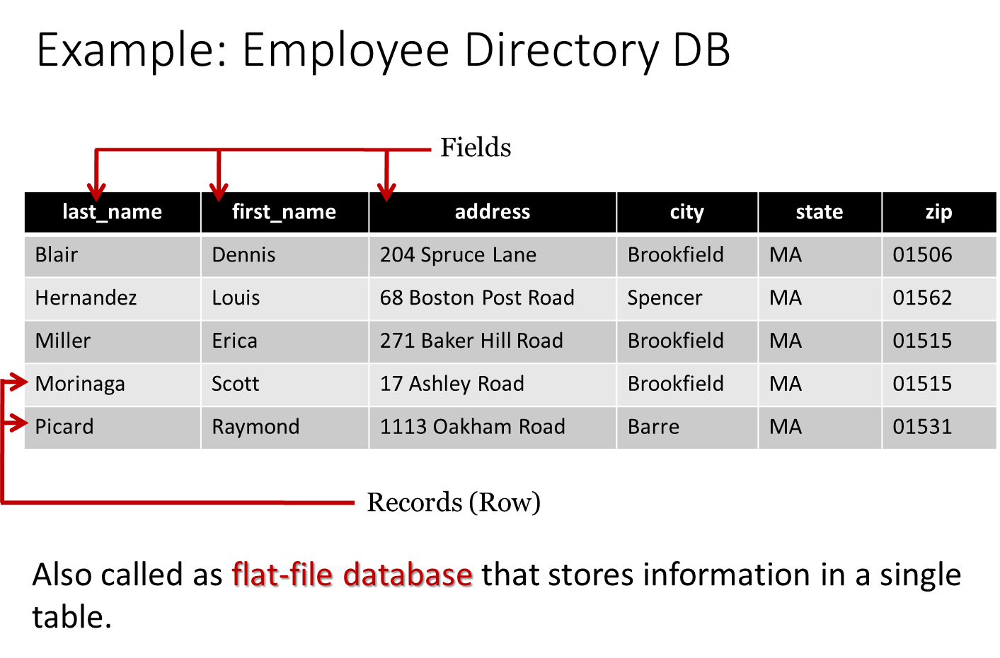 Example: Employee Directory DB
Fields
last_name first_name address city state zip
Blair Dennis 204 Spruce Lane Brookfield MA 01506
Hernandez Louis 68 Boston Post Road Spencer MA 01562
Miller Erica 271 Baker Hill Road Brookfield MA 01515
Morinaga Scott 17 Ashley Road Brookfield MA 01515
Picard Raymond 1113 Oakham Road Barre MA 01531
Records (Row)
Also called as flat-file database that stores information in a single
table.